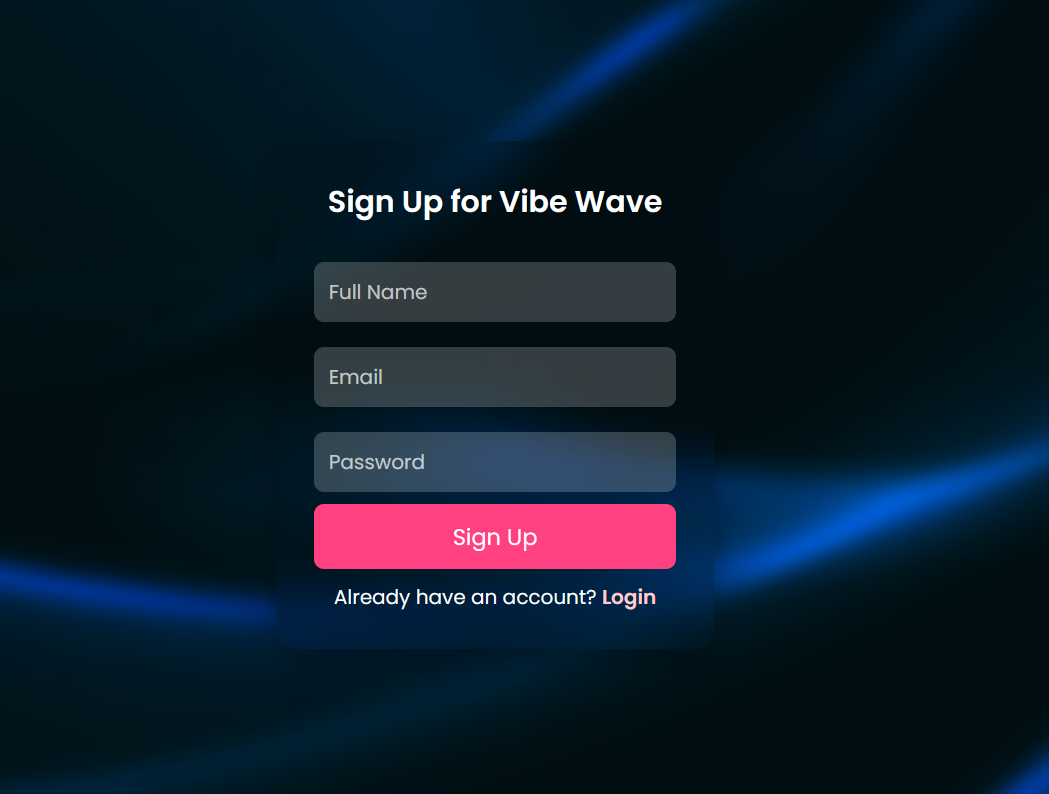 Sign Up for Vibe Wave
Full Name
Email
Password
Sign Up
Already have an account? Login